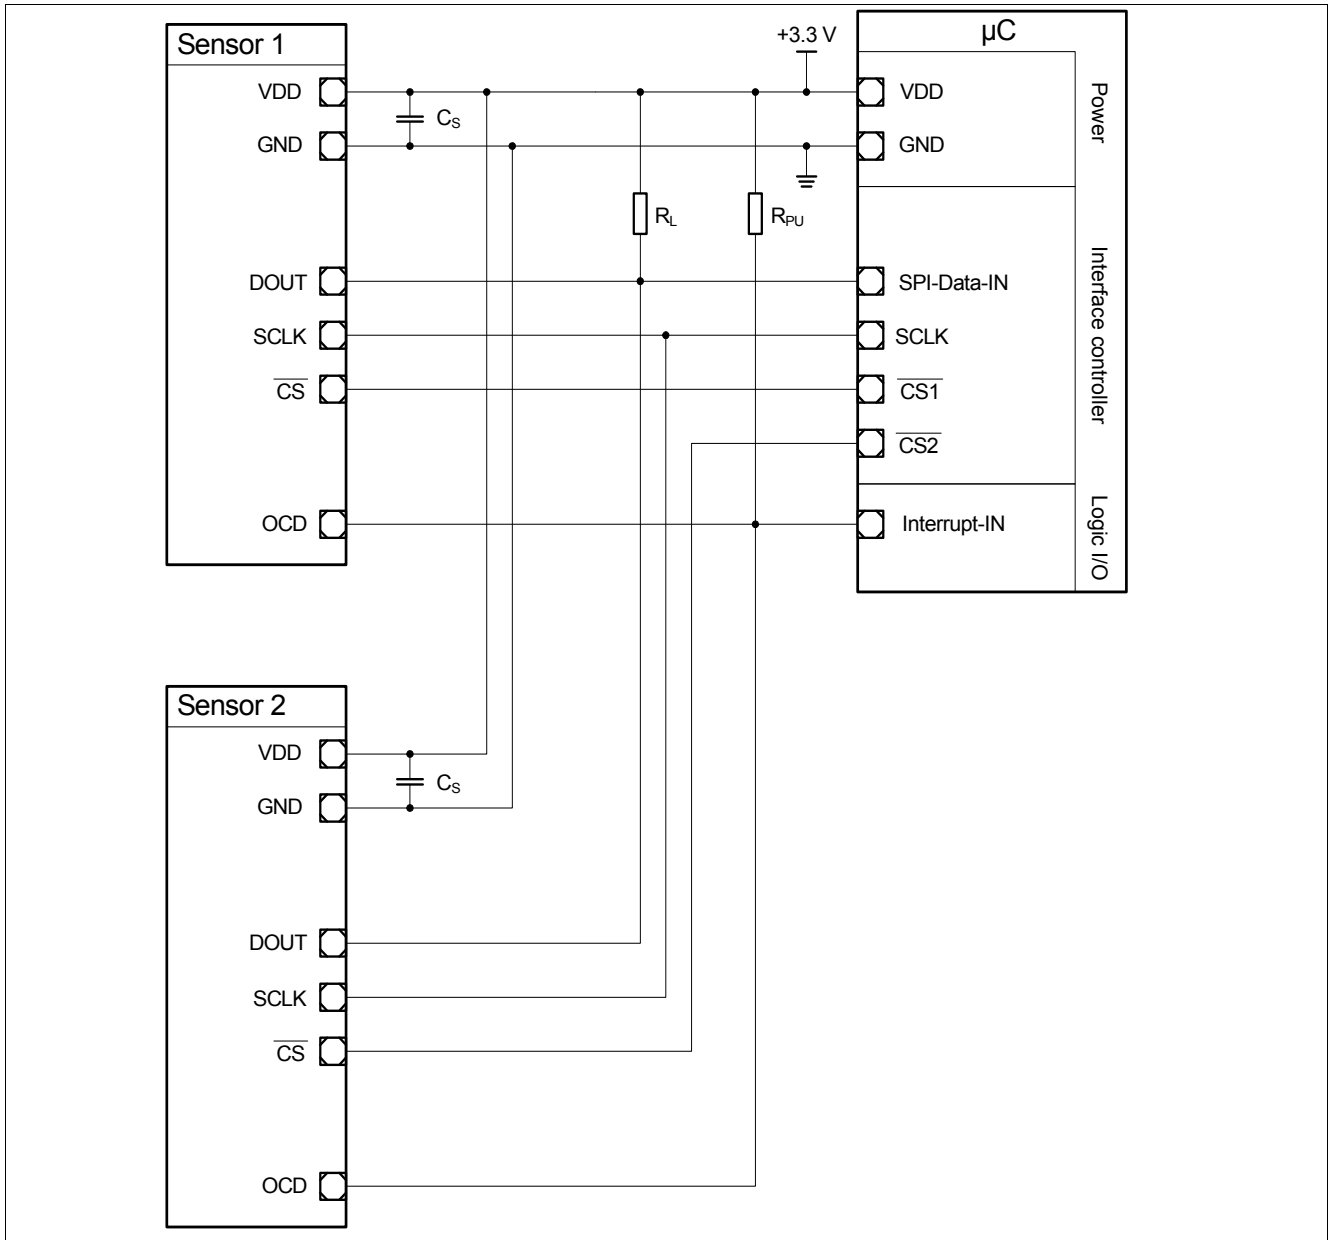 Sensor 1
VDD
GND
DOUT
SCLK
CS
OCD
CS
+3.3 V
RL
RPU
µC
VDD
GND
Power
SPI-Data-IN
SCLK
CS1
CS2
Interface controller
Interrupt-IN
Logic I/O
Sensor 2
VDD
GND
DOUT
SCLK
CS
OCD
CS